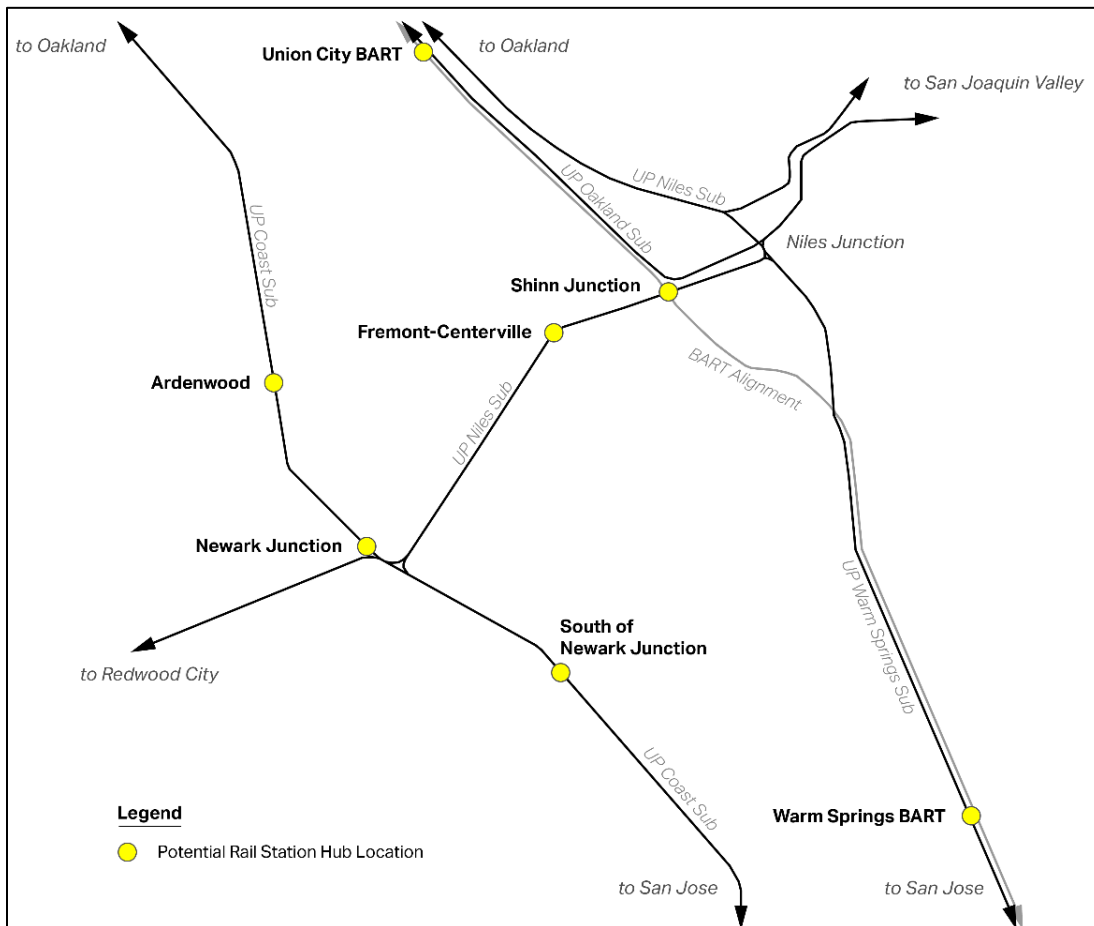 to Oakland
Union City BART
to Oakland
to San Joaquin Valley
UP Niles Sub
UP Oakland Sub
UP Coast Sub
Niles Junction
Shinn Junction
Fremont-Centerville
BART Alignment
Ardenwood
UP Niles Sub
Newark Junction
UP Warm Springs Sub
South of
Newark Junction
to Redwood City
UP Coast Sub
Legend
Warm Springs BART
Potential Rail Station Hub Location
to San Jose
to San Jose